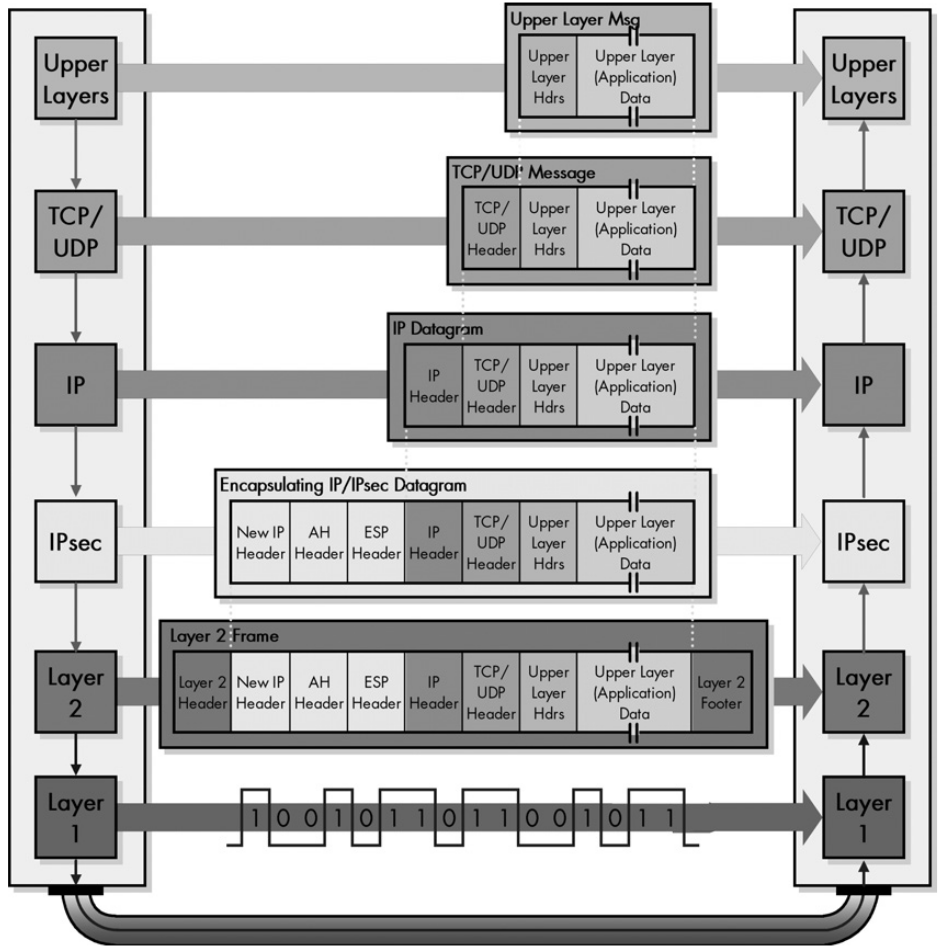 Upper Layer Msg
Upper
Layers
Upper
Layer
Hdrs
Upper Layer
(Application)
Data
Upper
Layers
TCP/UDP Message
TCP/
UDP
TCP/
UDP
Header
Upper
Layer
Hdrs
Upper Layer
(Application)
Data
TCP/
UDP
IP Datagram
IP
IP
Header
TCP/
UDP
Header
Upper
Layer
Hdrs
Upper Layer
(Application)
Data
IP
Encapsulating IP/IPsec Datagram
IPsec
New IP
Header
AH
Header
ESP
Header
IP
Header
TCP/
UDP
Header
Upper
Layer
Hdrs
Upper Layer
(Application)
Data
IPsec
Layer 2 Frame
Layer
2
Layer 2
Header
New IP
Header
AH
Header
ESP
Header
IP
Header
TCP/
UDP
Header
Upper
Layer
Hdrs
Upper Layer
(Application)
Data
Layer 2
Footer
Layer
2
Layer
1
1 0 0 1 0 1 1 0 1 1 0 0 1 0 1 1
Layer
1